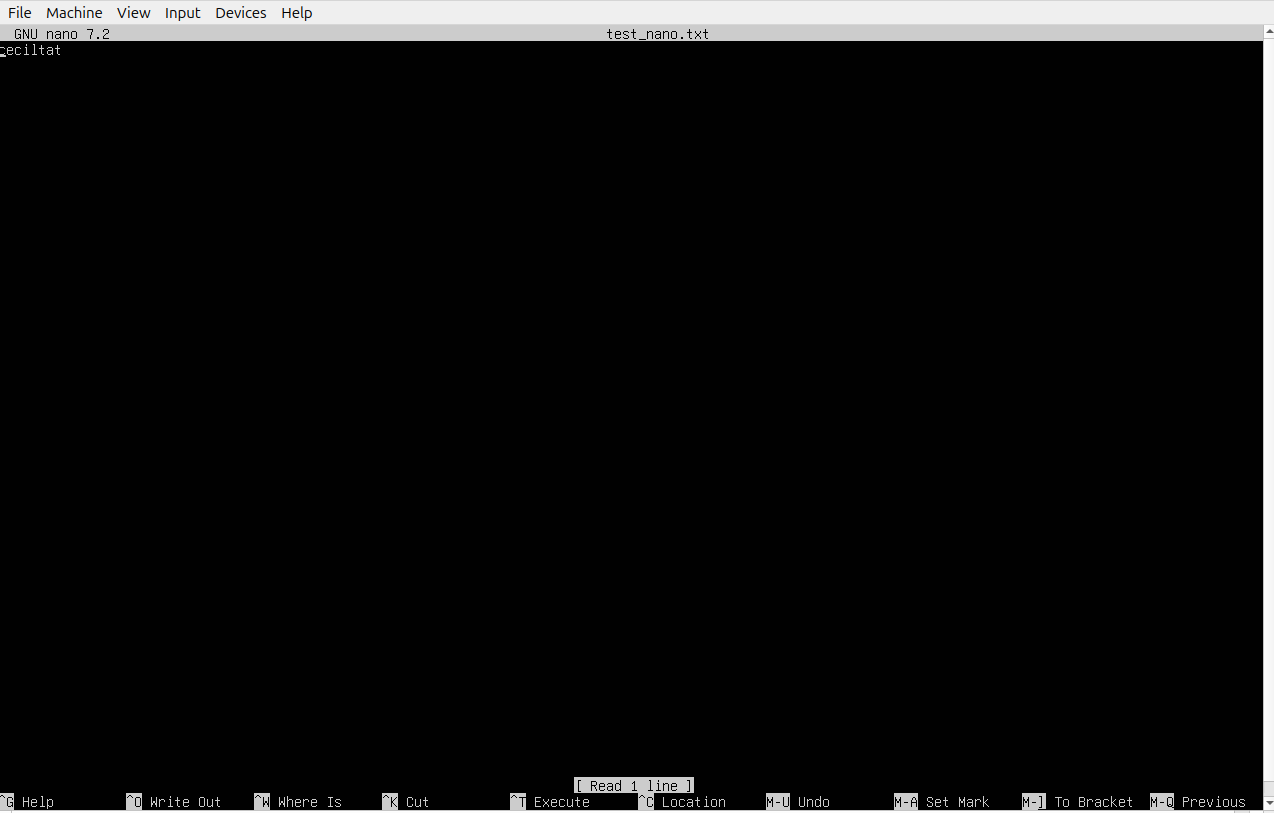 File Machine View Input Devices Help
GNU nano 7.2 test_nano.txt
ceciltat
[ Read 1 line ]
^G Help ^O Write Out ^W Where Is ^K Cut ^T Execute ^C Location M-U Undo M-A Set Mark M-] To Bracket M-Q Previous